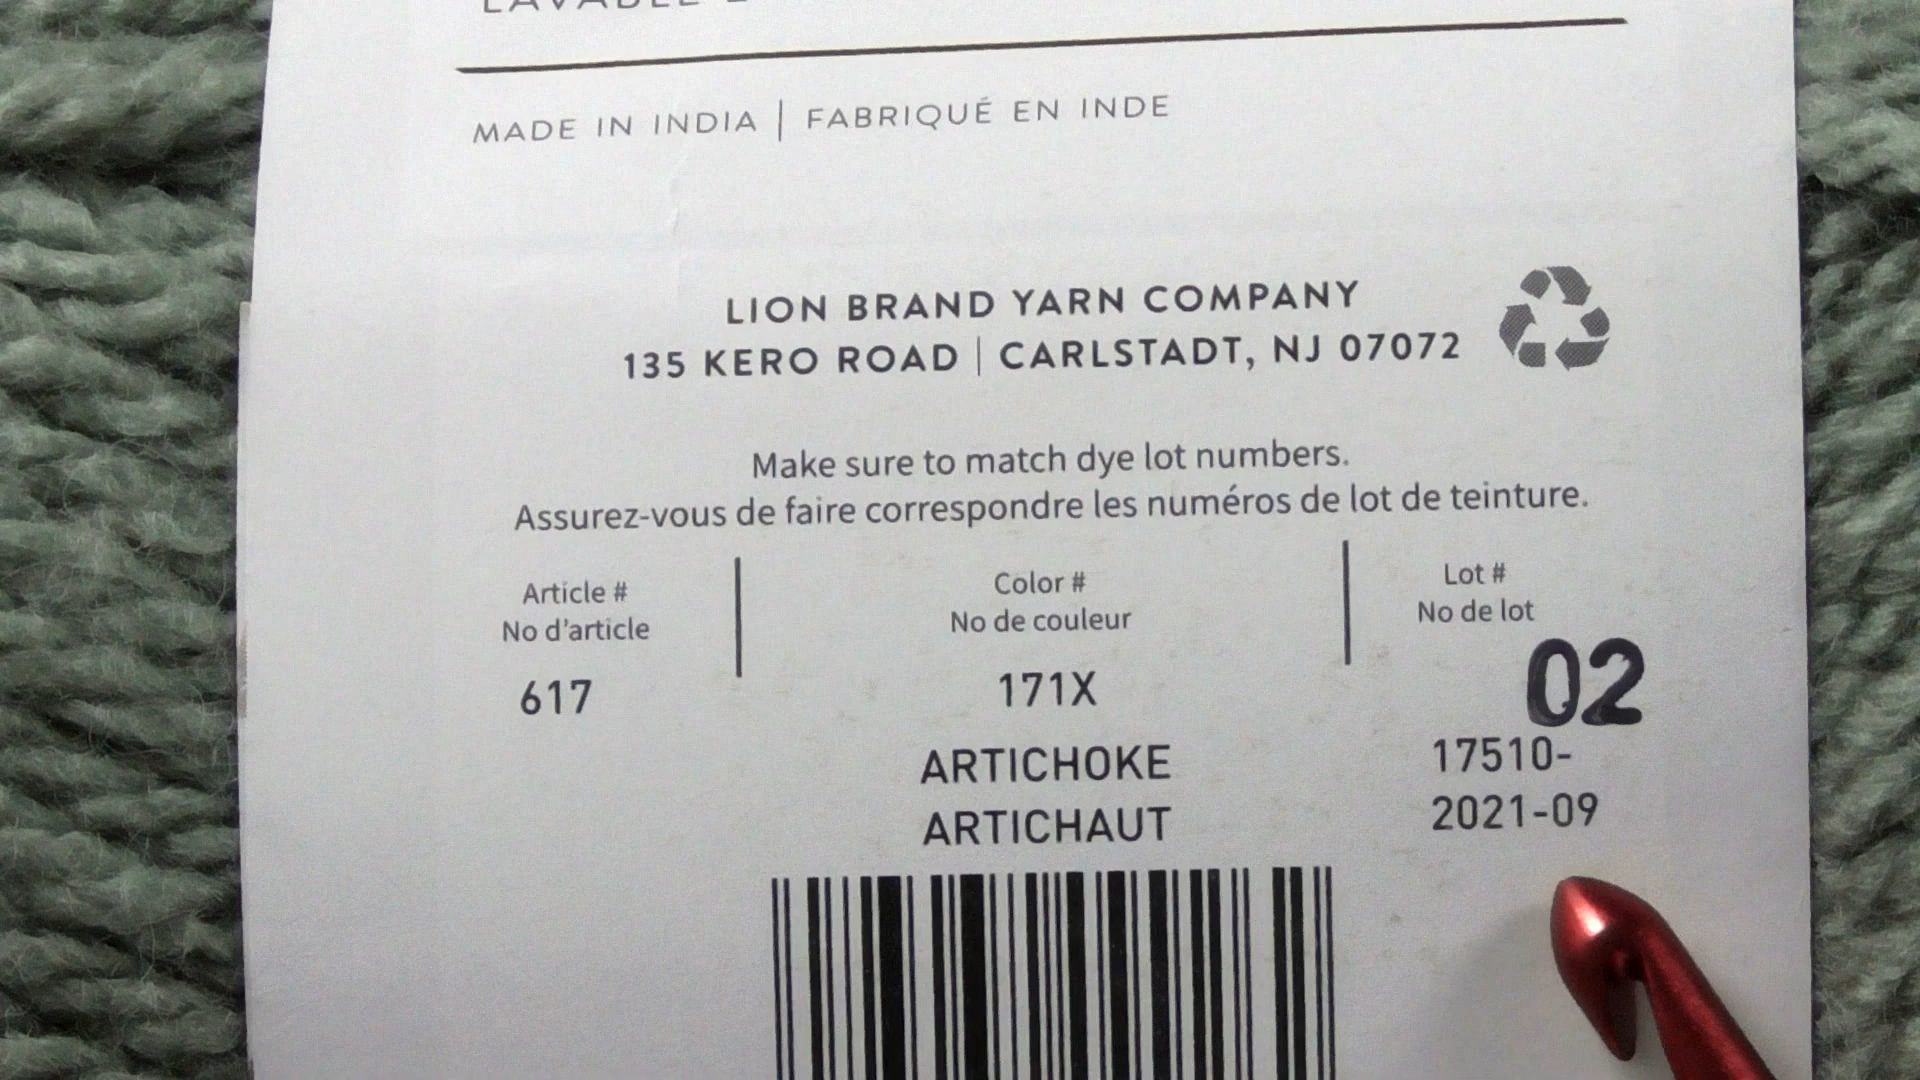 MADE IN INDIA | FABRIQUÉ EN INDE
LION BRAND YARN COMPANY
135 KERO ROAD | CARLSTADT, NJ 07072
Make sure to match dye lot numbers.
Assurez-vous de faire correspondre les numéros de lot de teinture.
Article #
No d'article
617
Color #
No de couleur
171X
ARTICHOKE
ARTICHAUT
Lot #
No de lot
02
17510-
2021-09